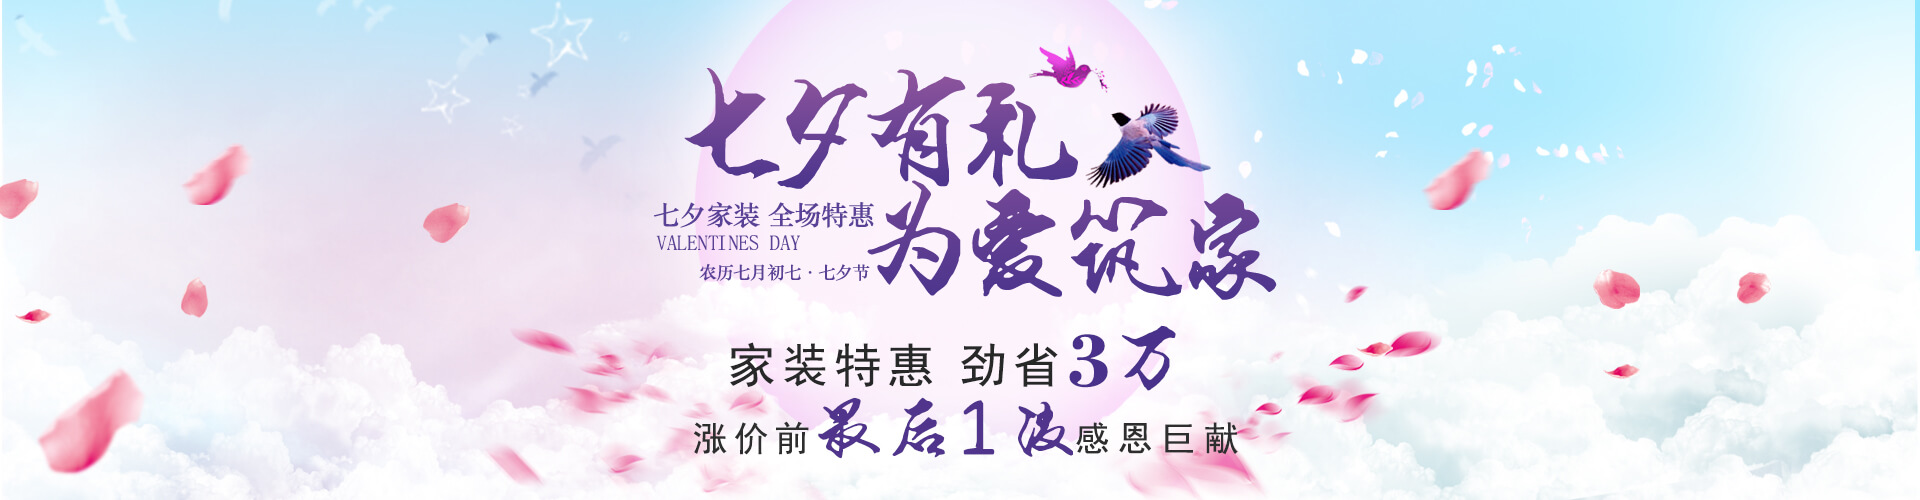 七夕有礼
为爱筑家
七夕家装 全场特惠
VALENTINES DAY
农历七月初七·七夕节
家装特惠 劲省3万
涨价前最后1波感恩巨献